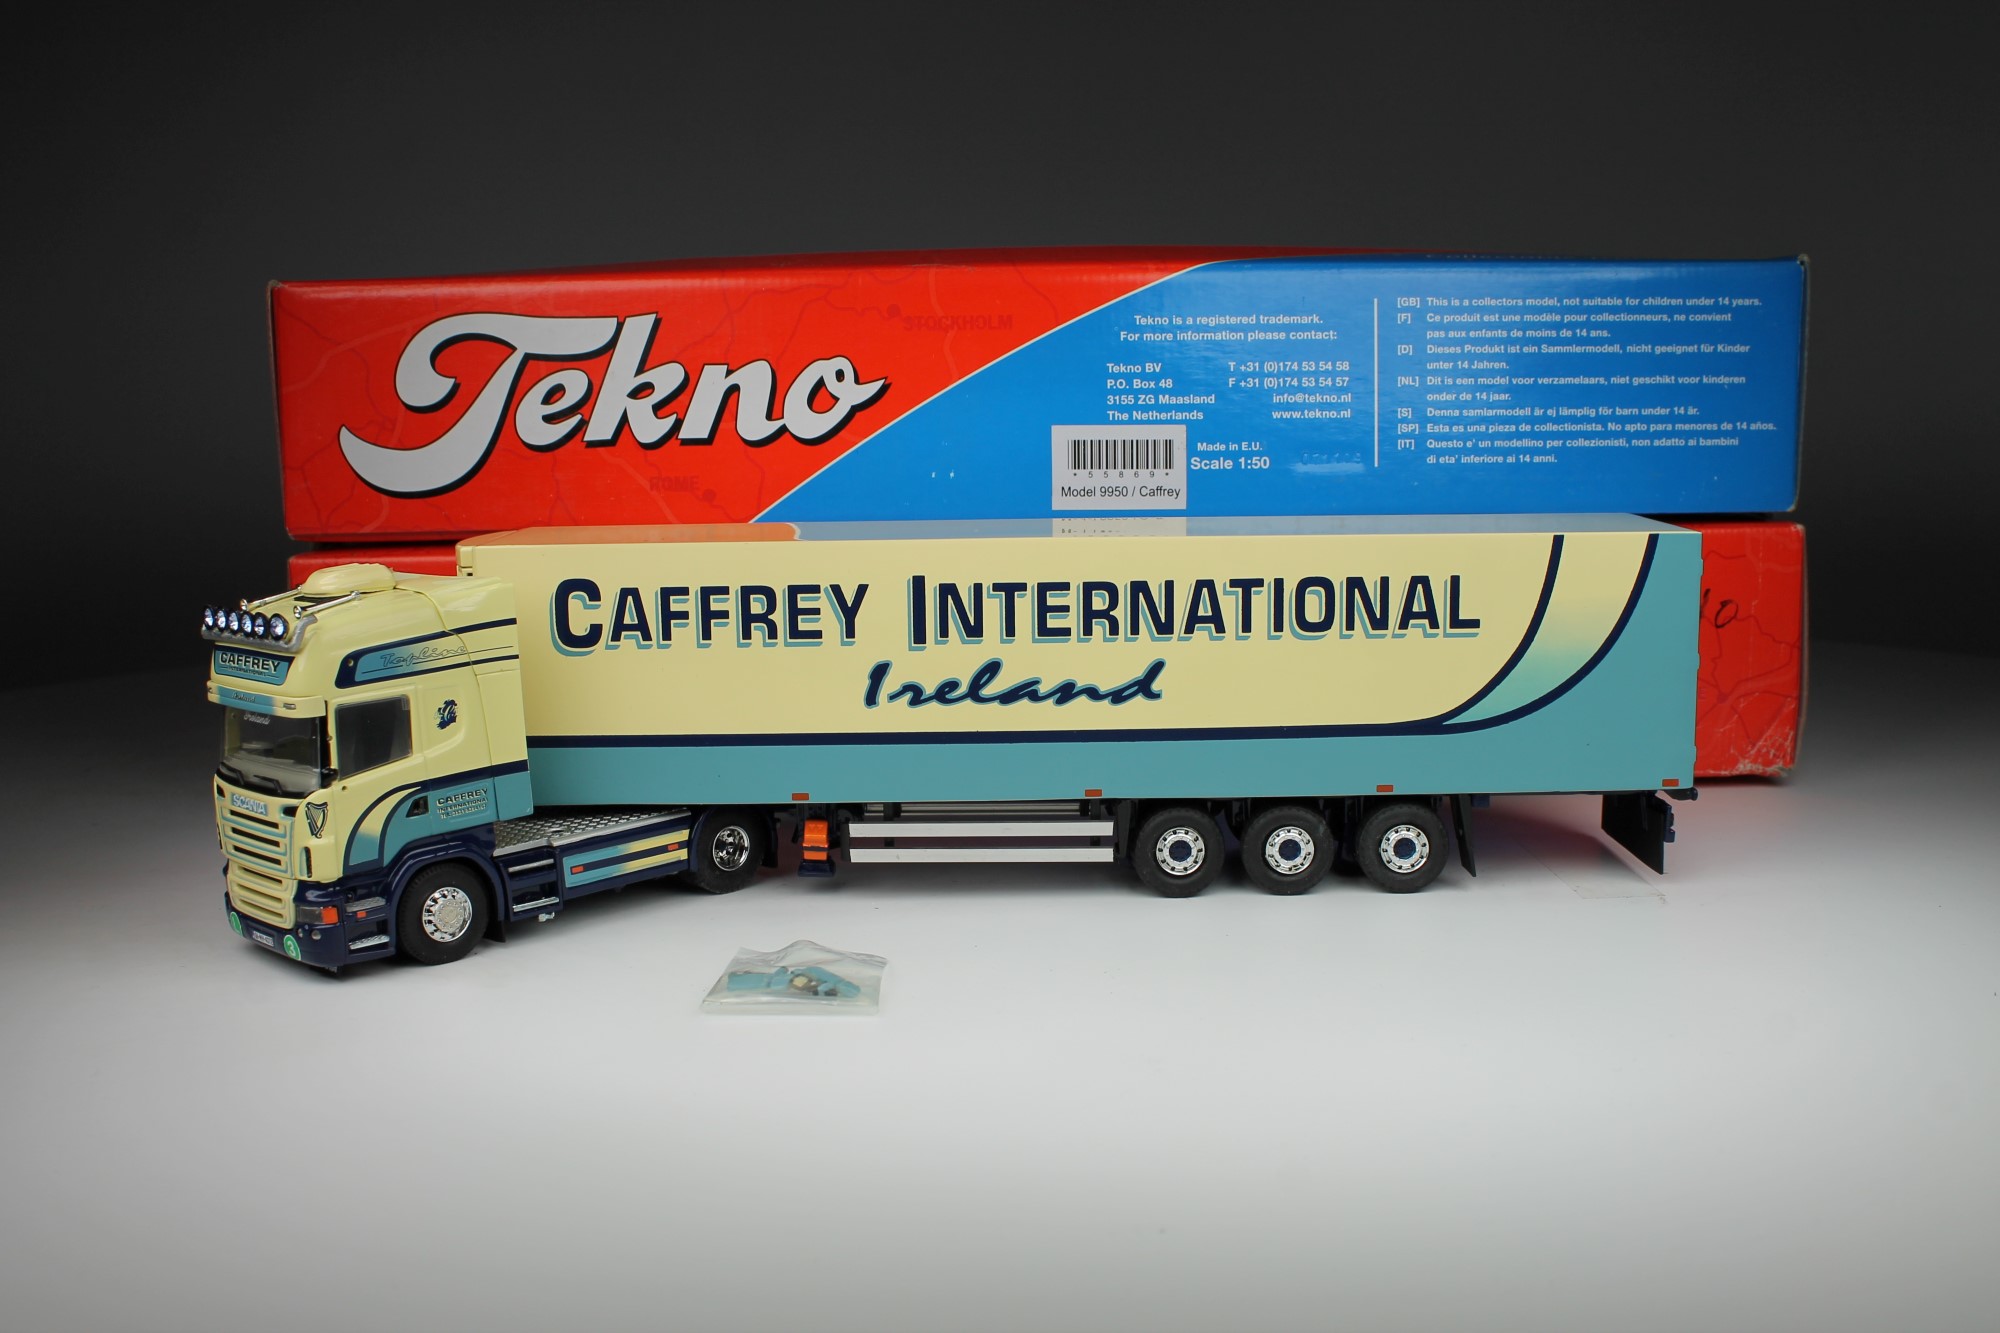 Tekno
STOCKHOLM
ROME
Tekno is a registered trademark.
For more information please contact:
Tekno BV
P.O. Box 48
3155 ZG Maasland
The Netherlands
T +31 (0)174 53 54 58
F +31 (0)174 53 54 57
info@tekno.nl
www.tekno.nl
*55869*
Model 9950 / Caffrey
Made in E.U.
Scale 1:50
[GB] This is a collectors model, not suitable for children under 14 years.
[F] Ce produit est une modèle pour collectionneurs, ne convient
pas aux enfants de moins de 14 ans.
[D] Dieses Produkt ist ein Sammlermodell, nicht geeignet für Kinder
unter 14 Jahren.
[NL] Dit is een model voor verzamelaars, niet geschikt voor kinderen
onder de 14 jaar.
[S] Denna samlarmodell är ej lämplig för barn under 14 år.
[SP] Esta es una pieza de collectionista. No apto para menores de 14 años.
[IT] Questo e' un modellino per collezionisti, non adatto ai bambini
di eta' inferiore ai 14 anni.
CAFFREY INTERNATIONAL
Ireland
CAFFREY
INTERNATIONAL
Topline
Ireland
Ireland
SCANIA
CAFFREY
INTERNATIONAL
3